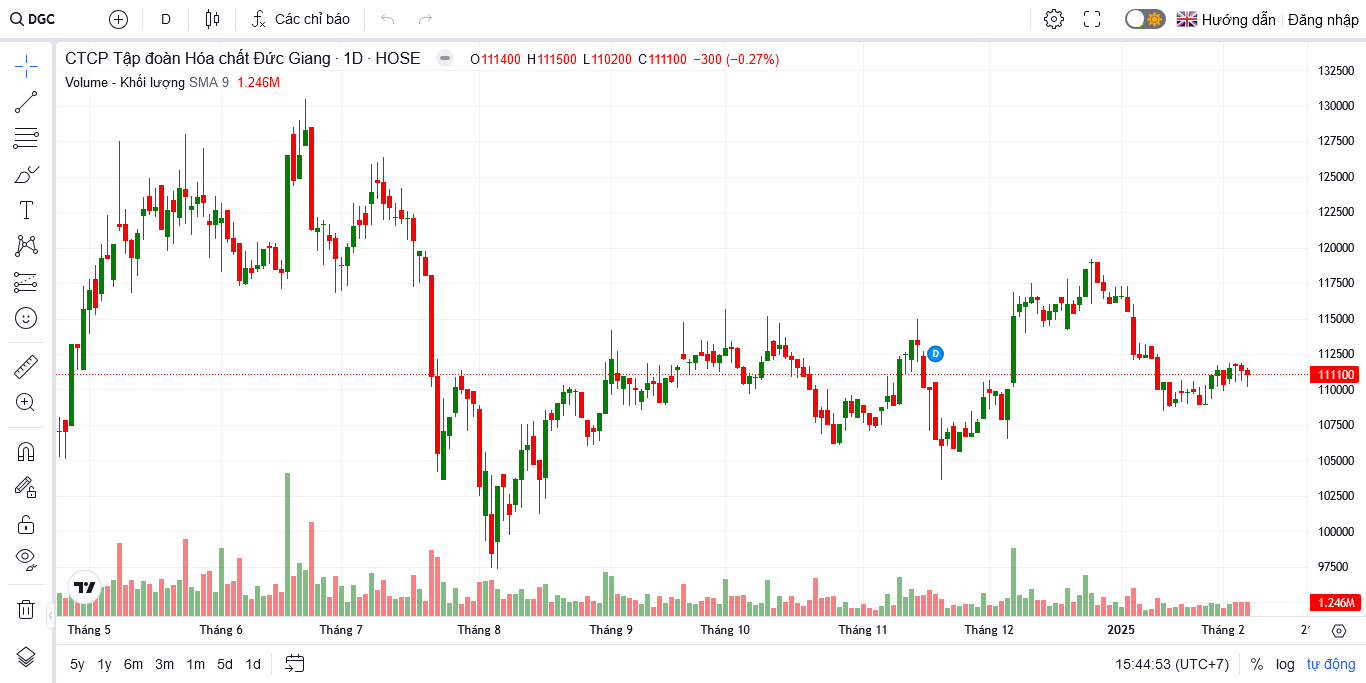 DGC D Các chỉ báo Hướng dẫn Đăng nhập
CTCP Tập đoàn Hóa chất Đức Giang · 1D · HOSE O111400 H111500 L110200 C111100 −300 (−0.27%)
Volume - Khối lượng SMA 9 1.246M
132500
130000
127500
125000
122500
120000
117500
115000
112500
111100
110000
107500
105000
102500
100000
97500
1.246M
D
Tháng 5 Tháng 6 Tháng 7 Tháng 8 Tháng 9 Tháng 10 Tháng 11 Tháng 12 2025 Tháng 2 21
5y 1y 6m 3m 1m 5d 1d 15:44:53 (UTC+7) % log tự động